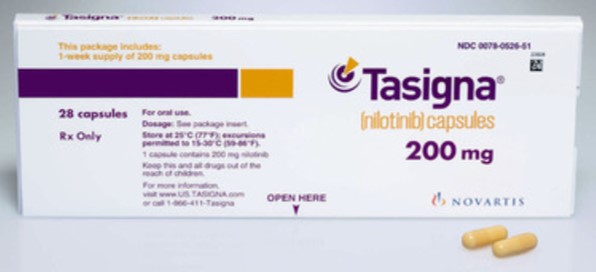 Tasigna® (nilotinib) capsules 200 mg
This package includes:
1-week supply of 200 mg capsules
NDC 0078-0526-51
28 capsules
Rx Only
For oral use.
Dosage: See package insert.
Store at 25°C (77°F); excursions
permitted to 15-30°C (59-86°F).
1 capsule contains 200 mg nilotinib
Keep this and all drugs out of the
reach of children.
For more information,
visit www.US.TASIGNA.com
or call 1-866-411-Tasigna
OPEN HERE
Tasigna®
(nilotinib) capsules
200 mg
NOVARTIS